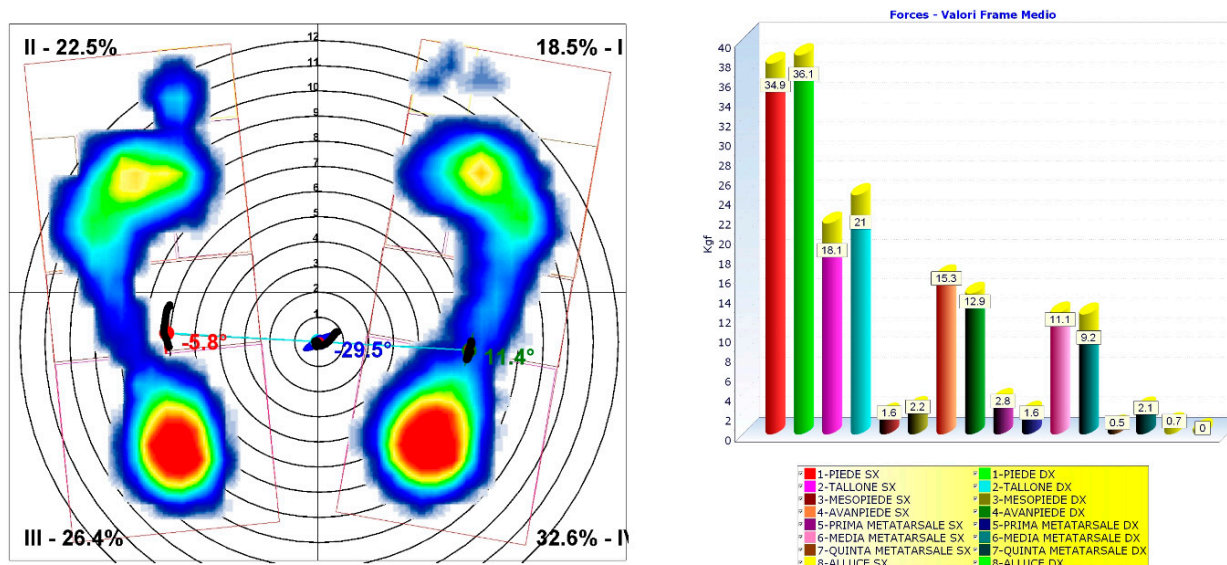 II - 22.5%
18.5% - I
12
11
10
9
8
7
6
5
4
3
2
1
-5.8°
-29.5°
11.4°
III - 26.4%
32.6% - IV
Forces - Valori Frame Medio
Kgf
40
38
36
34
32
30
28
26
24
22
20
18
16
14
12
10
8
6
4
2
0
34.9
36.1
18.1
21
1.6
2.2
15.3
12.9
2.8
1.6
11.1
9.2
0.5
2.1
0.7
0
1-PIEDE SX
1-PIEDE DX
2-TALLONE SX
2-TALLONE DX
3-MESOPIEDE SX
3-MESOPIEDE DX
4-AVANPIEDE SX
4-AVANPIEDE DX
5-PRIMA METATARSALE SX
5-PRIMA METATARSALE DX
6-MEDIA METATARSALE SX
6-MEDIA METATARSALE DX
7-QUINTA METATARSALE SX
7-QUINTA METATARSALE DX
8-ALLUCE SX
8-ALLUCE DX